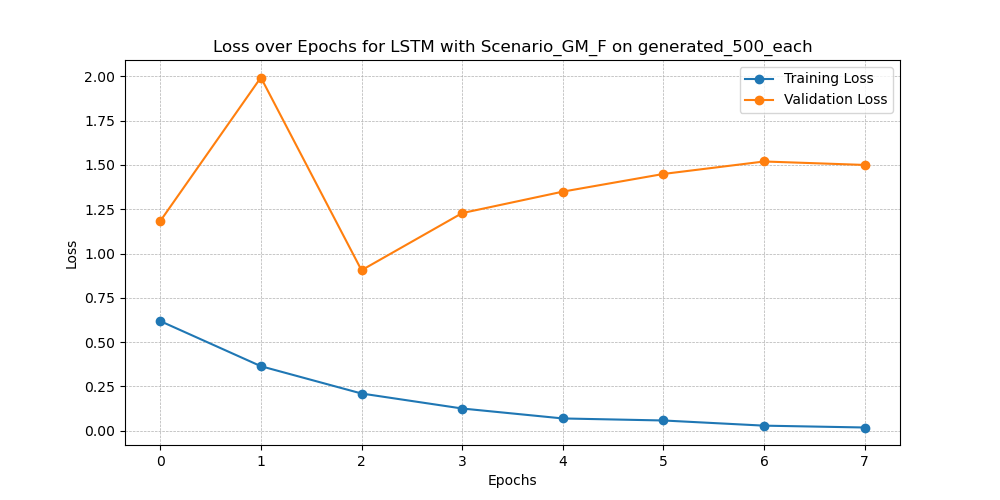 Loss over Epochs for LSTM with Scenario_GM_F on generated_500_each
Training Loss
Validation Loss
2.00
1.75
1.50
1.25
1.00
0.75
0.50
0.25
0.00
Loss
0 1 2 3 4 5 6 7
Epochs